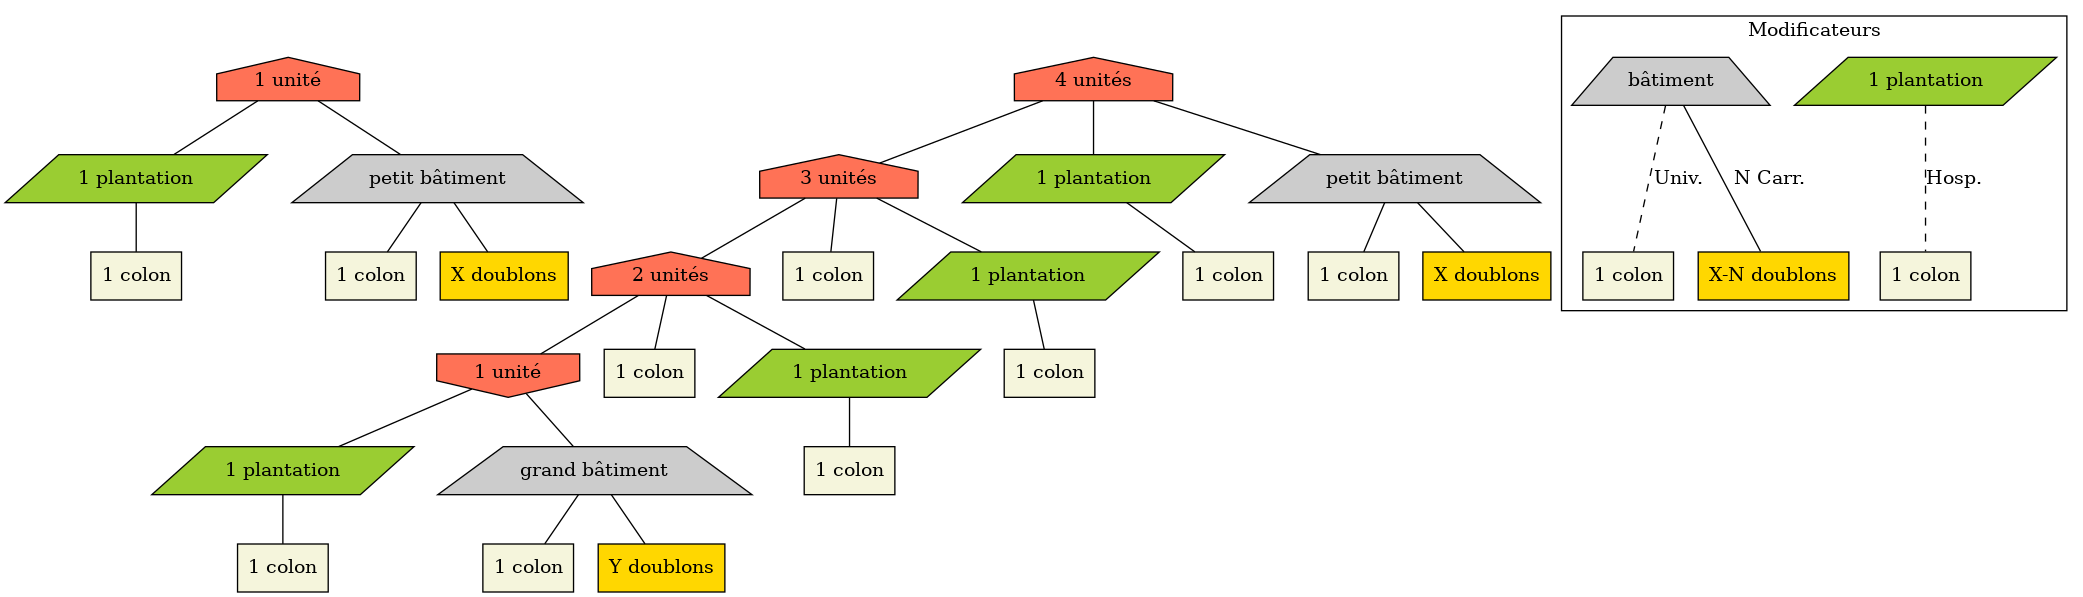 Modificateurs
1 unité
4 unités
bâtiment
1 plantation
1 plantation
petit bâtiment
3 unités
1 plantation
petit bâtiment
Univ.
N Carr.
Hosp.
1 colon
1 colon
X doublons
2 unités
1 colon
1 plantation
1 colon
1 colon
X doublons
1 colon
X-N doublons
1 colon
1 unité
1 colon
1 plantation
1 colon
1 plantation
grand bâtiment
1 colon
1 colon
1 colon
Y doublons